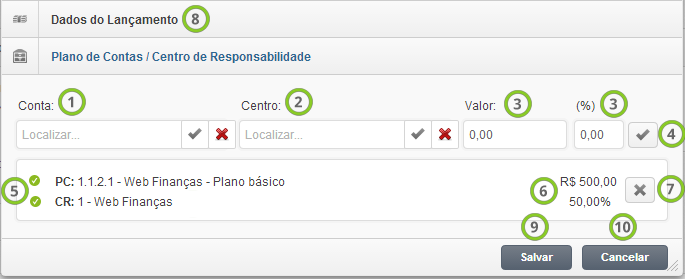 Dados do Lançamento 8
Plano de Contas / Centro de Responsabilidade
Conta: 1 Centro: 2 Valor: 3 (%) 3
Localizar... Localizar... 0,00 0,00 4
5 PC: 1.1.2.1 - Web Finanças - Plano básico 6 R$ 500,00 7
CR: 1 - Web Finanças 50,00%
9 10
Salvar Cancelar